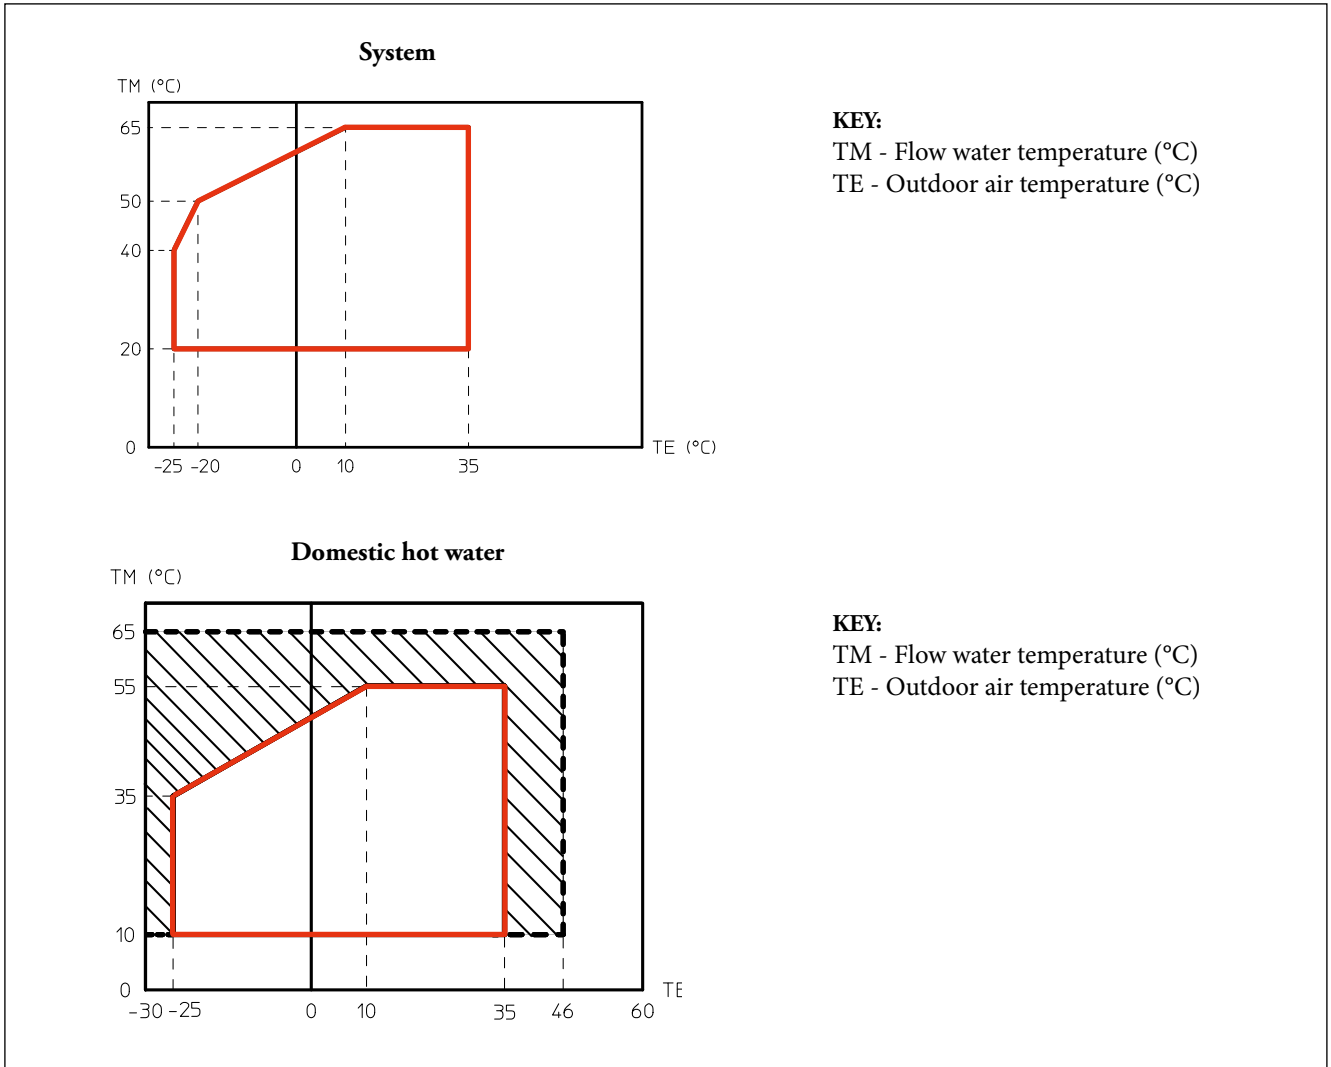 System
TM (°C)
65
50
40
20
0
-25 -20 0 10 35
TE (°C)
KEY:
TM - Flow water temperature (°C)
TE - Outdoor air temperature (°C)
Domestic hot water
TM (°C)
65
55
35
10
0
-30 -25 0 10 35 46 60
TE
KEY:
TM - Flow water temperature (°C)
TE - Outdoor air temperature (°C)